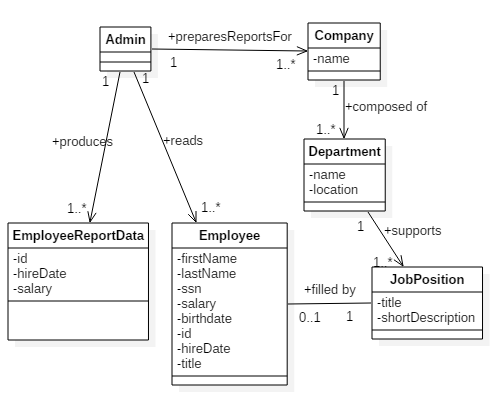 Admin
+preparesReportsFor
1
1..*
Company
-name
1
+composed of
1..*
Department
-name
-location
1
+supports
1..*
JobPosition
-title
-shortDescription
1
1
+produces
+reads
1..*
1..*
EmployeeReportData
-id
-hireDate
-salary
Employee
-firstName
-lastName
-ssn
-salary
-birthdate
-id
-hireDate
-title
+filled by
0..1
1